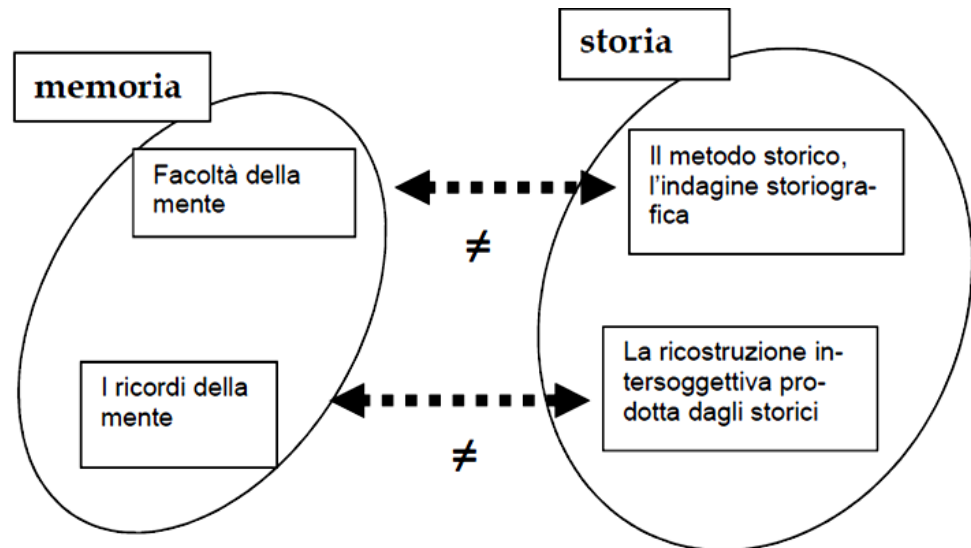 memoria
storia
Facoltà della
mente
Il metodo storico,
l'indagine storiogra-
fica
≠
I ricordi della
mente
La ricostruzione in-
tersoggettiva pro-
dotta dagli storici
≠